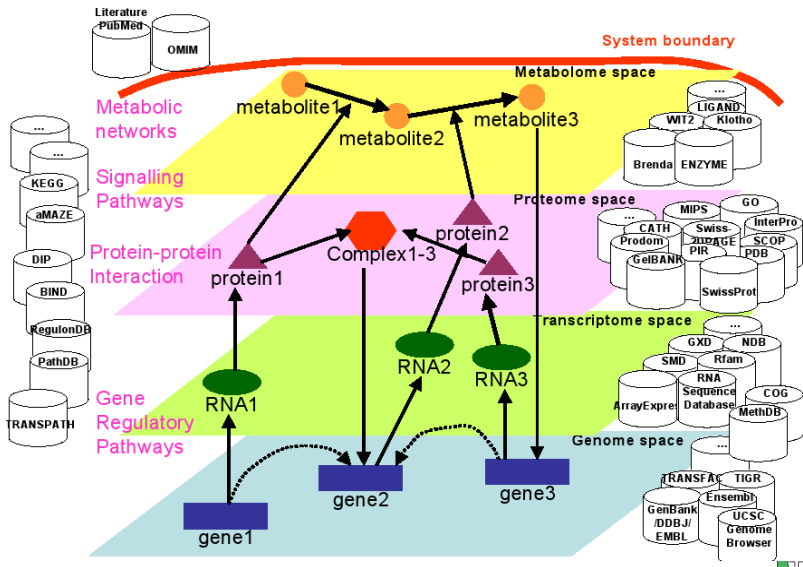 Literature
PubMed
OMIM
System boundary
Metabolome space
Metabolic
networks
metabolite1
metabolite2
metabolite3
...
LIGAND
WIT2
Klotho
Brenda
ENZYME
...
...
KEGG
aMAZE
Signalling
Pathways
Proteome space
...
MIPS
GO
InterPro
CATH
Swiss-
2DPAGE
SCOP
Prodom
PIR
PDB
GelBANK
SwissProt
protein2
Protein-protein
Interaction
protein1
Complex1-3
protein3
DIP
BIND
RegulonDB
PathDB
TRANSPATH
Transcriptome space
...
GXD
NDB
SMD
Rfam
RNA
Sequence
Database
ArrayExpres
COG
MethDB
RNA1
RNA2
RNA3
Gene
Regulatory
Pathways
Genome space
...
TRANSFAC
TIGR
Ensembl
GenBank
/DDBJ/
EMBL
UCSC
Genome
Browser
gene1
gene2
gene3